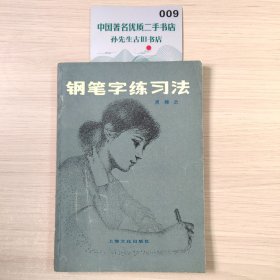 009
中国著名优质二手书店
孙先生古旧书店
钢笔字练习法
上海文化出版社